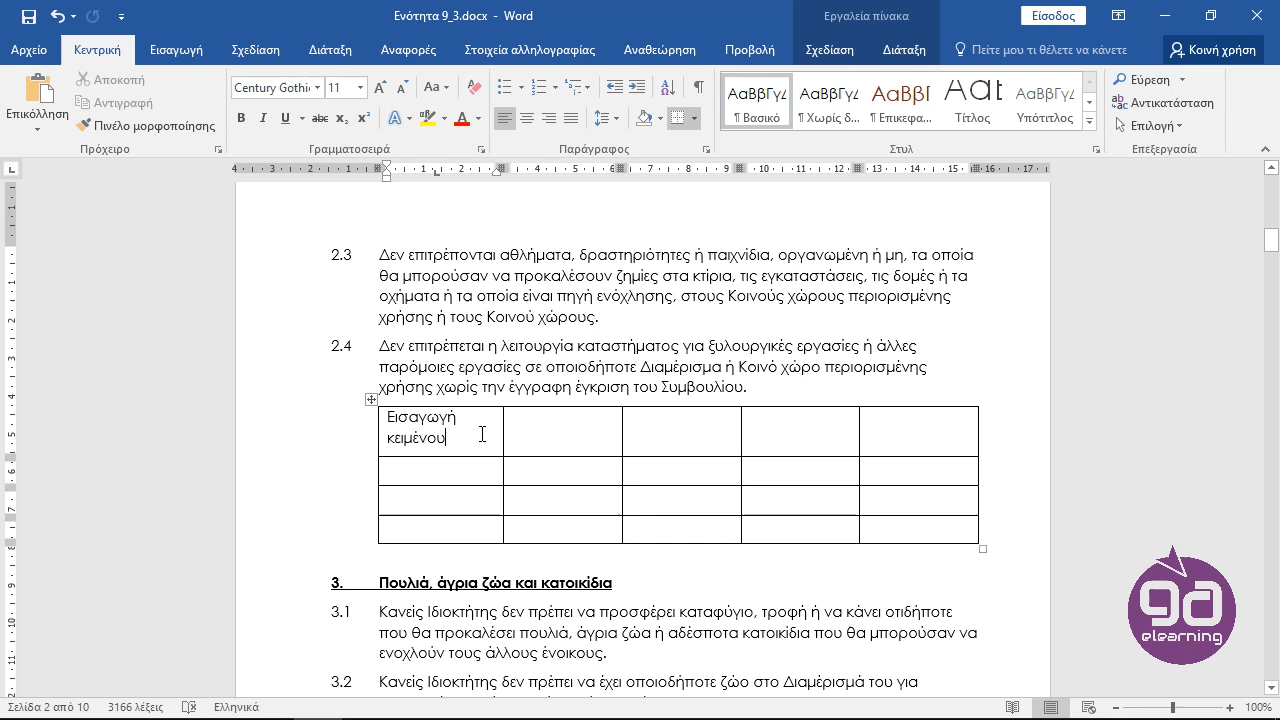 Ενότητα 9_3.docx - Word
Εργαλεία πίνακα
Είσοδος
Αρχείο Κεντρική Εισαγωγή Σχεδίαση Διάταξη Αναφορές Στοιχεία αλληλογραφίας Αναθεώρηση Προβολή Σχεδίαση Διάταξη Πείτε μου τι θέλετε να κάνετε Κοινή χρήση
Επικόλληση
Αποκοπή
Αντιγραφή
Πινέλο μορφοποίησης
Πρόχειρο
Century Gothic 11
Γραμματοσειρά
Παράγραφος
¶ Βασικό ¶ Χωρίς δ... ¶ Επικεφα... Τίτλος Υπότιτλος
Στυλ
Εύρεση
Αντικατάσταση
Επιλογή
Επεξεργασία
2.3 Δεν επιτρέπονται αθλήματα, δραστηριότητες ή παιχνίδια, οργανωμένη ή μη, τα οποία
θα μπορούσαν να προκαλέσουν ζημίες στα κτίρια, τις εγκαταστάσεις, τις δομές ή τα
οχήματα ή τα οποία είναι πηγή ενόχλησης, στους Κοινούς χώρους περιορισμένης
χρήσης ή τους Κοινού χώρους.
2.4 Δεν επιτρέπεται η λειτουργία καταστήματος για ξυλουργικές εργασίες ή άλλες
παρόμοιες εργασίες σε οποιοδήποτε Διαμέρισμα ή Κοινό χώρο περιορισμένης
χρήσης χωρίς την έγγραφη έγκριση του Συμβουλίου.
Εισαγωγή
κειμένου
3. Πουλιά, άγρια ζώα και κατοικίδια
3.1 Κανείς Ιδιοκτήτης δεν πρέπει να προσφέρει καταφύγιο, τροφή ή να κάνει οτιδήποτε
που θα προκαλέσει πουλιά, άγρια ζώα ή αδέσποτα κατοικίδια που θα μπορούσαν να
ενοχλούν τους άλλους ένοικους.
3.2 Κανείς Ιδιοκτήτης δεν πρέπει να έχει οποιοδήποτε ζώο στο Διαμέρισμά του για
ga
elearning
Σελίδα 2 από 10 3166 λέξεις Ελληνικά 100%